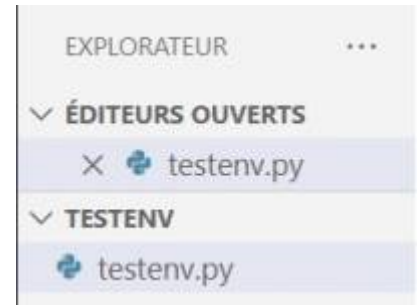 EXPLORATEUR ...
ÉDITEURS OUVERTS
testenv.py
TESTENV
testenv.py